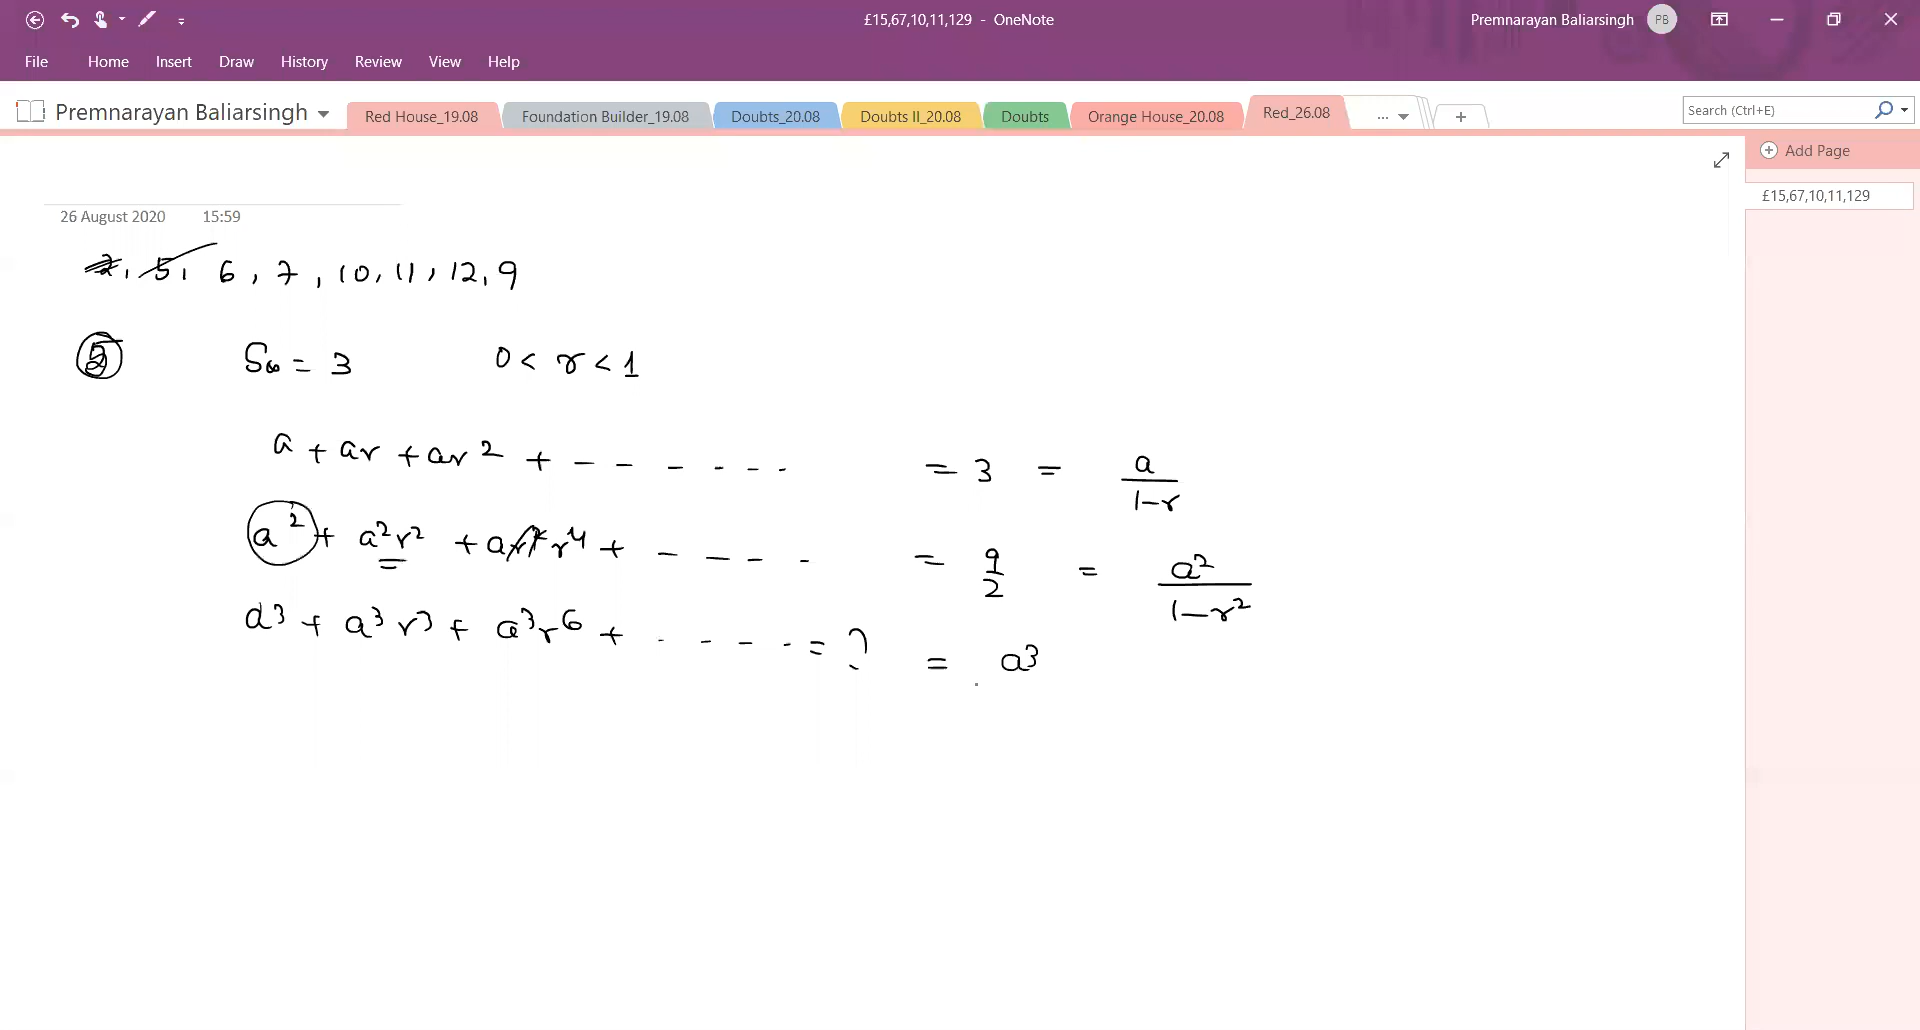 £15,67,10,11,129 - OneNote
Premnarayan Baliarsingh PB
File Home Insert Draw History Review View Help
Premnarayan Baliarsingh Red House_19.08 Foundation Builder_19.08 Doubts_20.08 Doubts II_20.08 Doubts Orange House_20.08 Red_26.08 ... + Search (Ctrl+E)
Add Page
£15,67,10,11,129
26 August 2020 15:59
2, 5, 6, 7, 10, 11, 12, 9
5 S∞ = 3 0 < r < 1
a + ar + ar² + - - - - - - = 3 = a/(1-r)
a² + a²r² + ar⁴ + - - - - = 9/2 = a²/(1-r²)
a³ + a³r³ + a³r⁶ + - - - - = ? = a³